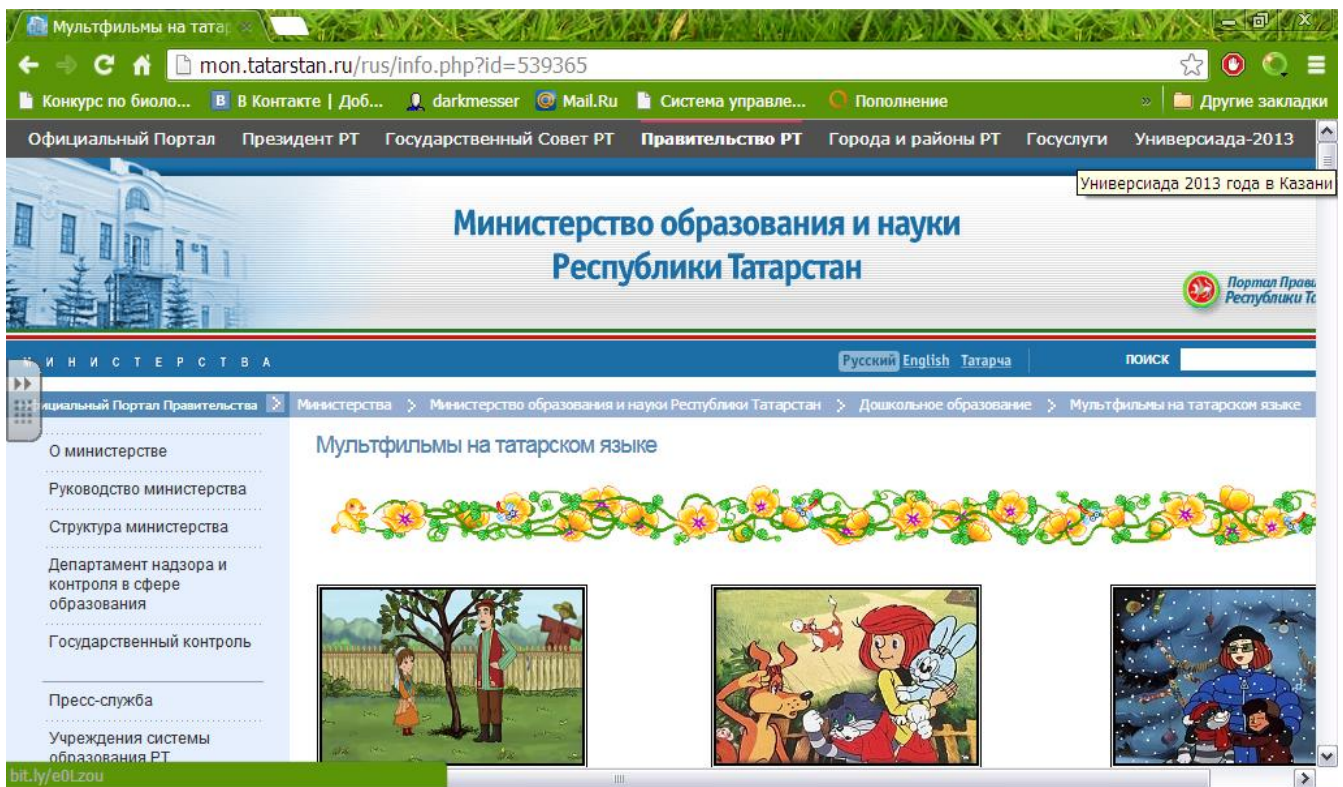 Мультфильмы на татар
mon.tatarstan.ru/rus/info.php?id=539365
Конкурс по биоло... В Контакте | Доб... darkmesser Mail.Ru Система управле... Пополнение » Другие закладки
Официальный Портал Президент РТ Государственный Совет РТ Правительство РТ Города и районы РТ Госуслуги Универсиада-2013
Универсиада 2013 года в Казани
Министерство образования и науки
Республики Татарстан
Портал Прави
Республики Та
МИНИСТЕРСТВА Русский English Татарча ПОИСК
ициальный Портал Правительства Министерства > Министерство образования и науки Республики Татарстан > Дошкольное образование > Мультфильмы на татарском языке
Мультфильмы на татарском языке
О министерстве
Руководство министерства
Структура министерства
Департамент надзора и
контроля в сфере
образования
Государственный контроль
Пресс-служба
Учреждения системы
образования РТ
bit.ly/e0Lzou